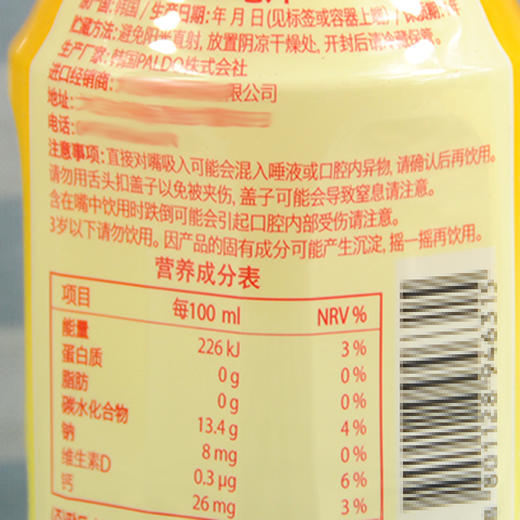 国:韩国/生产日期:年 月 日(见标签或容器上端)/保质期:1年
贮藏方法:避免阳光直射, 放置阴凉干燥处, 开封后请冷藏保存。
生产厂家:韩国PALDO株式会社
进口经销商: 有限公司
地址:
电话:
注意事项: 直接对嘴吸入可能会混入唾液或口腔内异物, 请确认后再饮用。
请勿用舌头扣盖子以免被夹伤, 盖子可能会导致窒息请注意。
含在嘴中饮用时跌倒可能会引起口腔内部受伤请注意。
3岁以下请勿饮用。因产品的固有成分可能产生沉淀, 摇一摇再饮用。
营养成分表
项目 每100 ml NRV %
能量 226 kJ 3 %
蛋白质 0 g 0 %
脂肪 0 g 0 %
碳水化合物 13.4 g 4 %
钠 8 mg 0 %
维生素D 0.3 μg 6 %
钙 26 mg 3 %